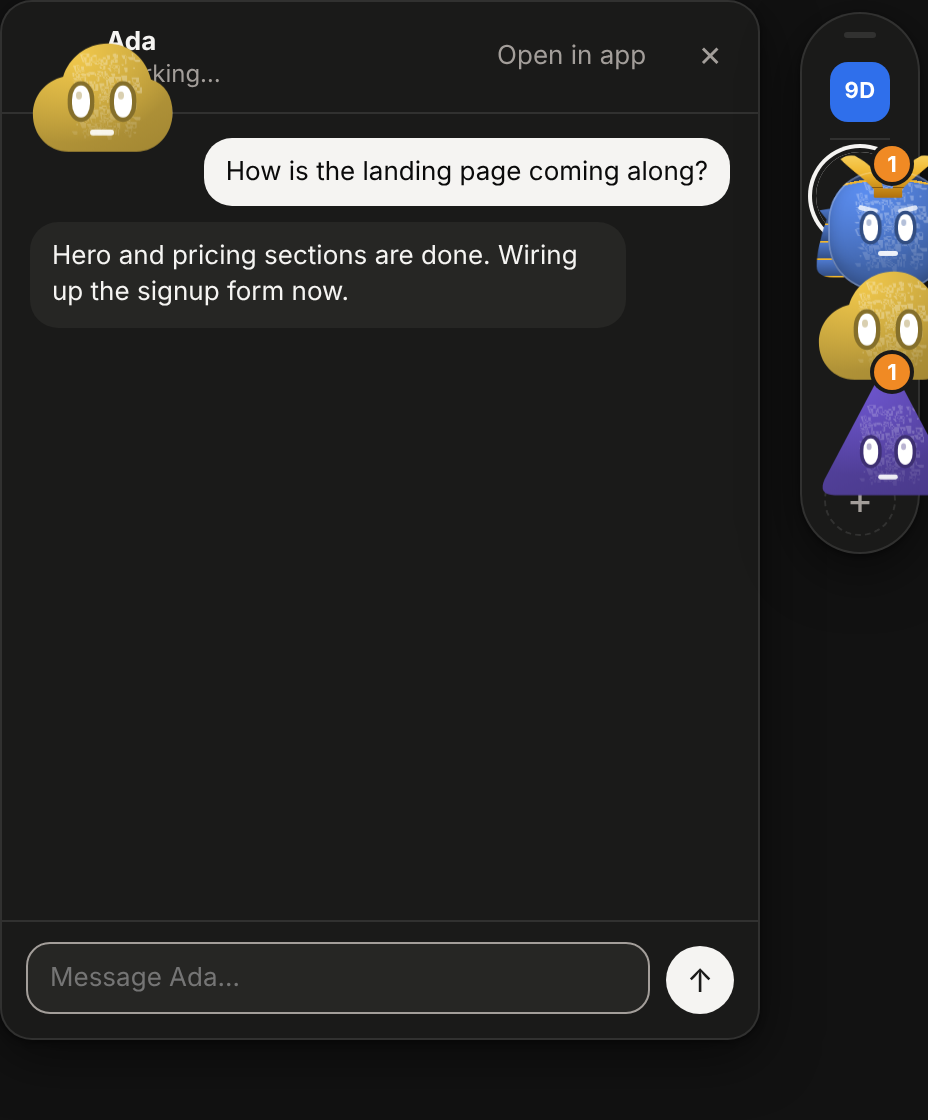 Ada
rking...
Open in app
9D
1
How is the landing page coming along?
Hero and pricing sections are done. Wiring
up the signup form now.
1
Message Ada...